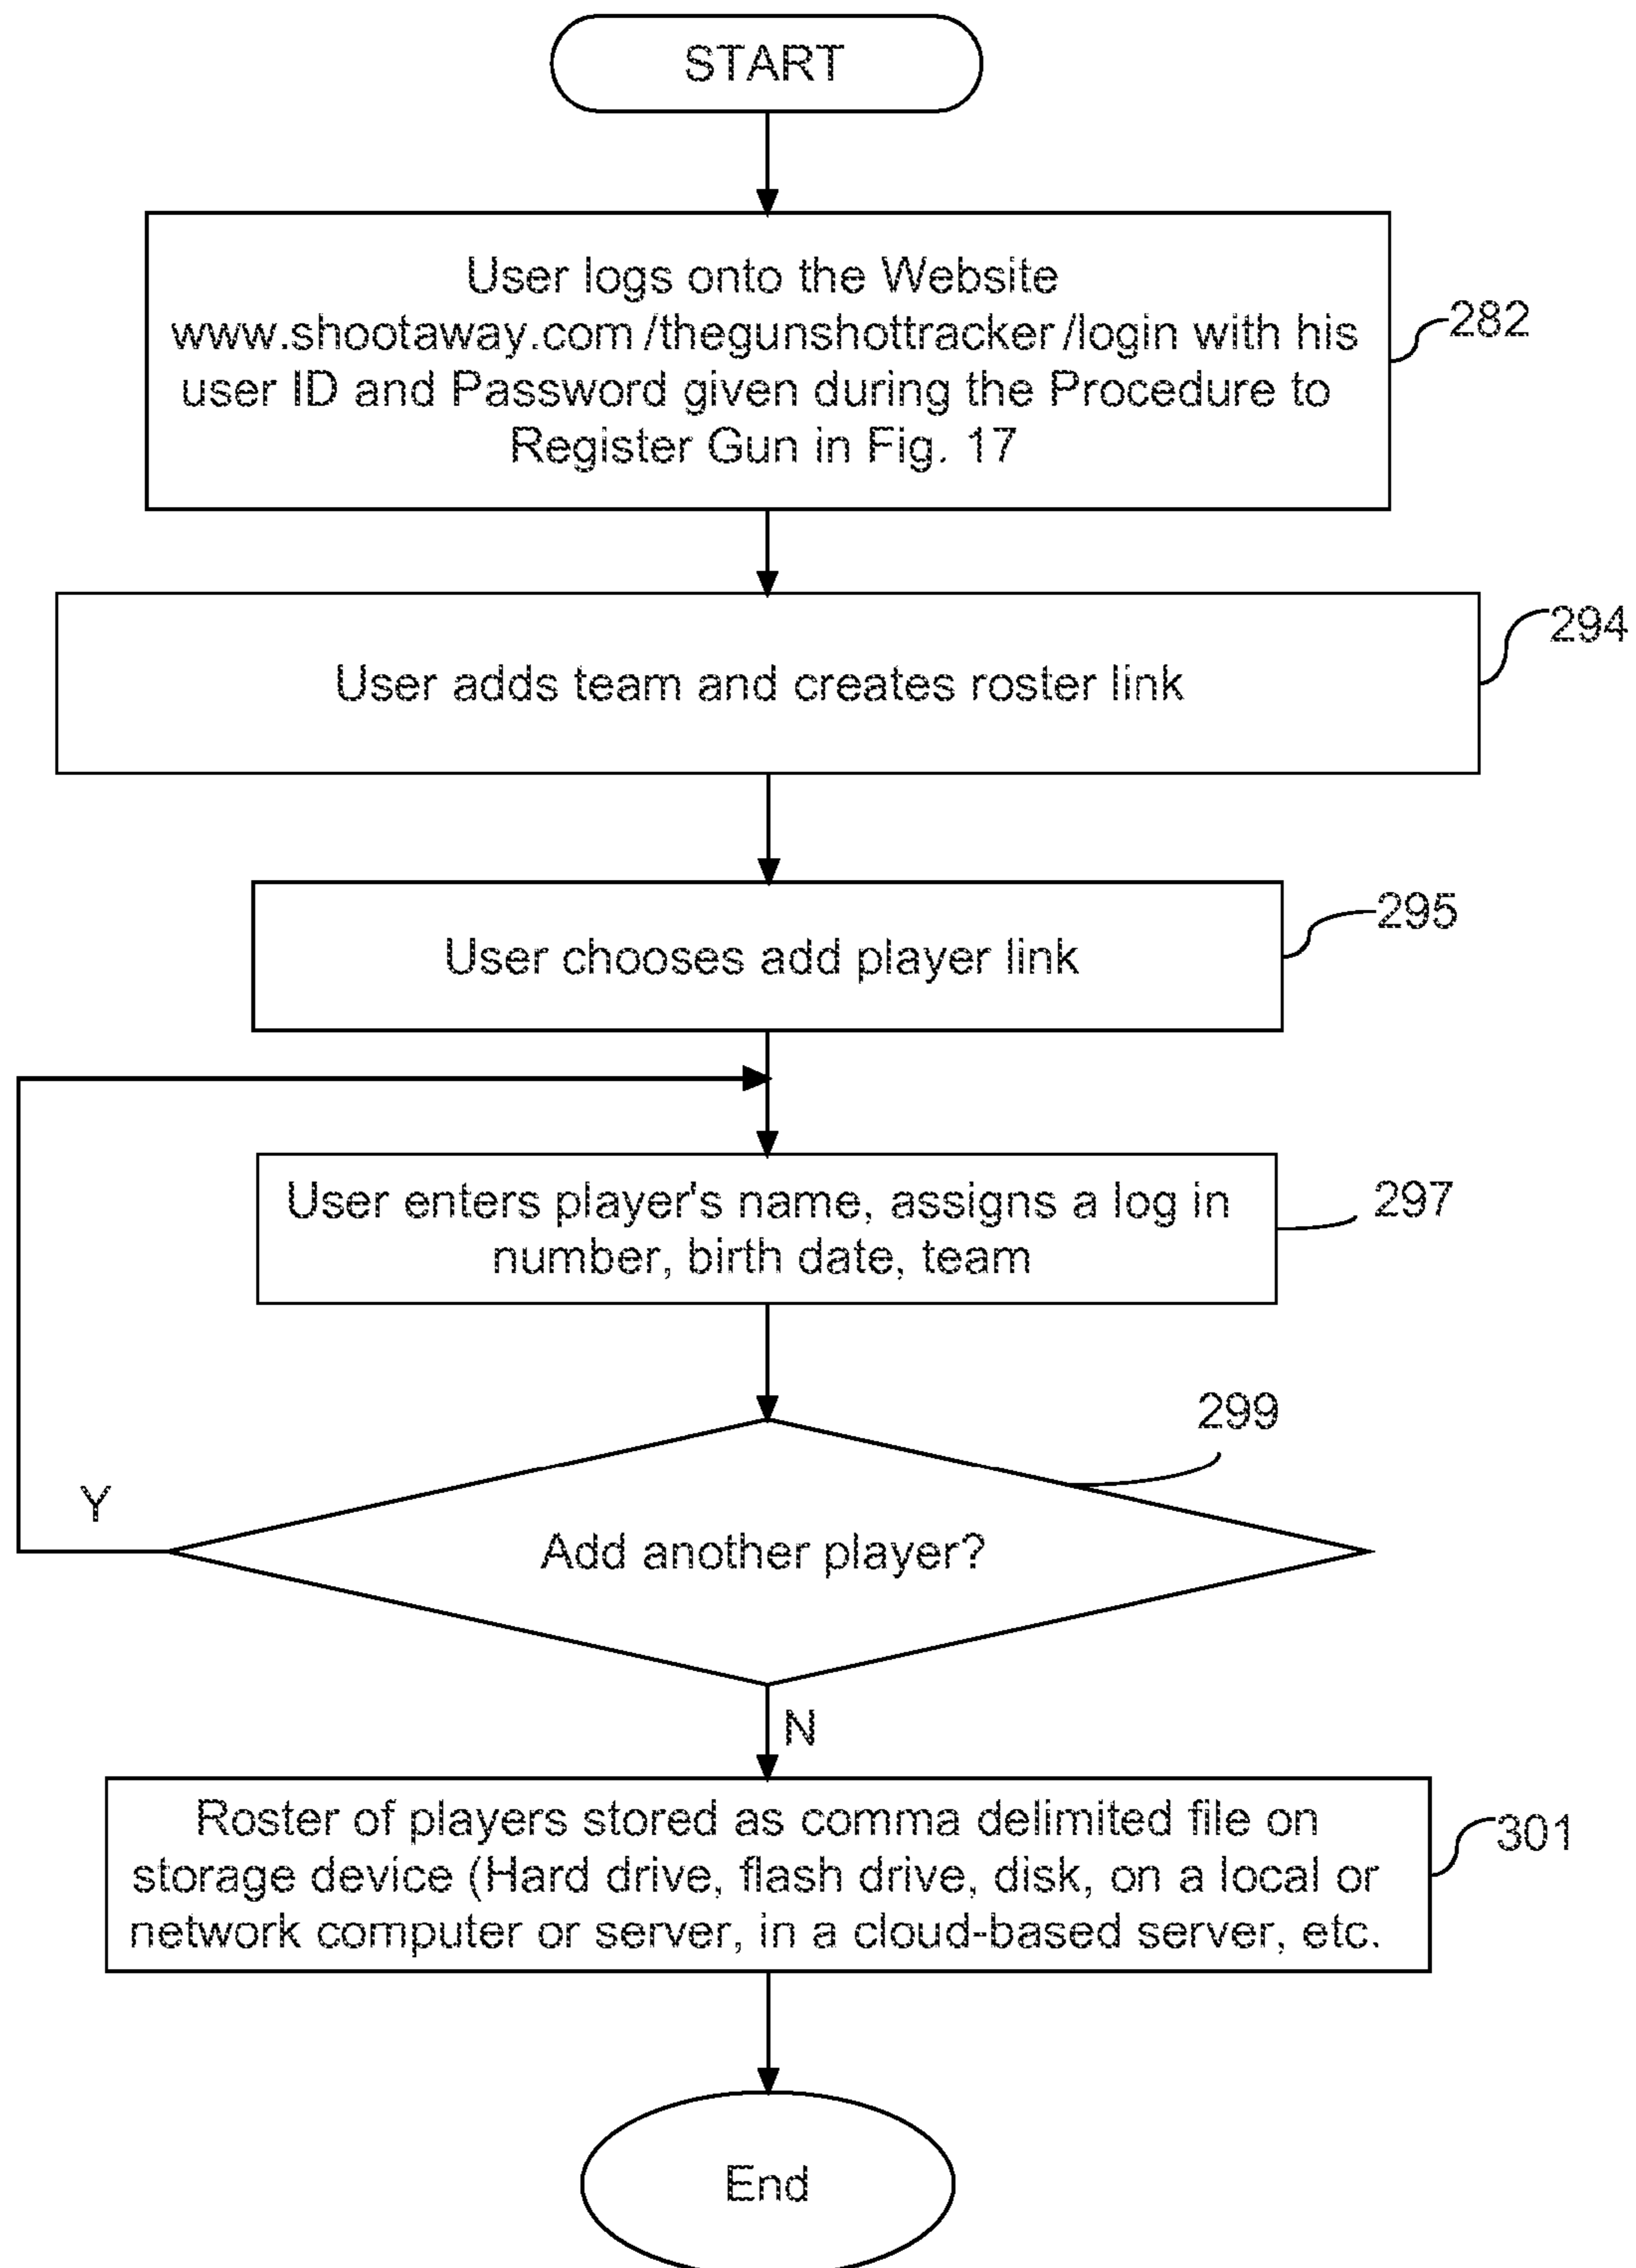 START
User logs onto the Website
www.shootaway.com /thegunshottracker /login with his
user ID and Password given during the Procedure to
Register Gun in Fig. 17
282
User adds team and creates roster link
294
User chooses add player link
295
User enters player's name, assigns a log in
number, birth date, team
297
299
Add another player?
Y
N
Roster of players stored as comma delimited file on
storage device (Hard drive, flash drive, disk, on a local or
network computer or server, in a cloud-based server, etc.
301
End